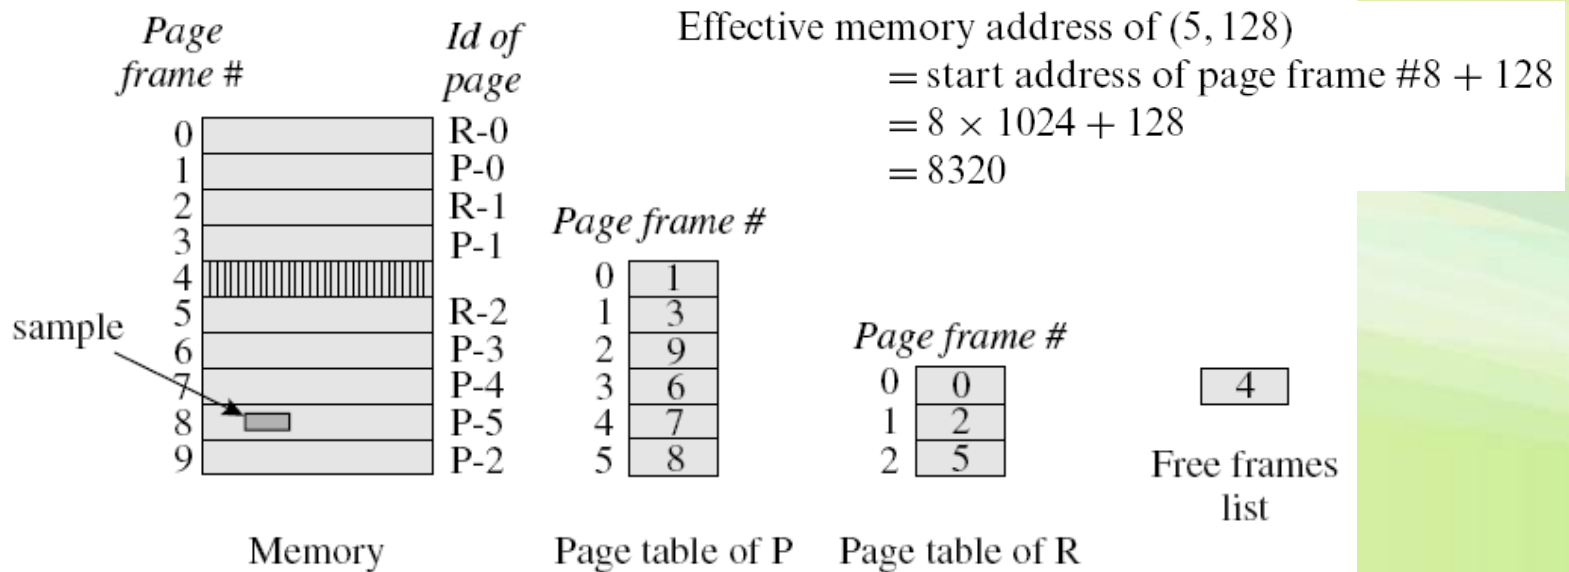 Page
frame #
Id of
page
Effective memory address of (5, 128)
= start address of page frame #8 + 128
= 8 × 1024 + 128
= 8320
0 R-0
1 P-0
2 R-1
3 P-1
4
5 R-2
6 P-3
7 P-4
8 P-5
9 P-2
sample
Memory
Page frame #
0 1
1 3
2 9
3 6
4 7
5 8
Page table of P
Page frame #
0 0
1 2
2 5
Page table of R
4
Free frames
list